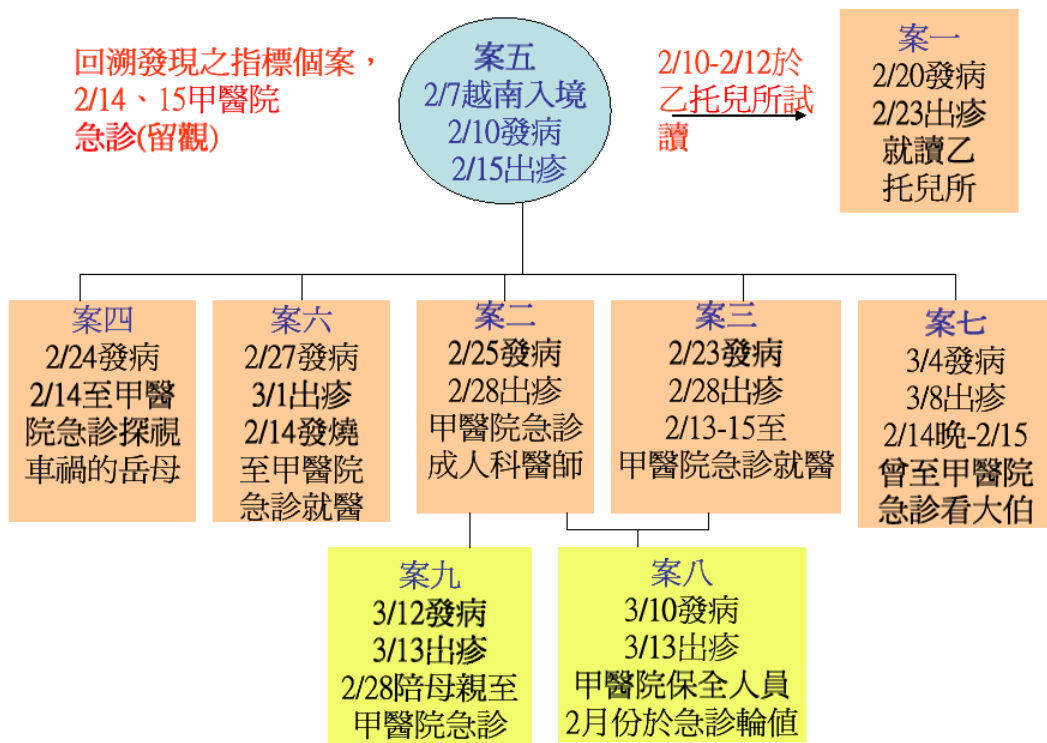 回溯發現之指標個案，
2/14、15甲醫院
急診(留觀)
案五
2/7越南入境
2/10發病
2/15出疹
2/10-2/12於
乙托兒所試
讀
案一
2/20發病
2/23出疹
就讀乙
托兒所
案四
2/24發病
2/14至甲醫
院急診探視
車禍的岳母
案六
2/27發病
3/1出疹
2/14發燒
至甲醫院
急診就醫
案二
2/25發病
2/28出疹
甲醫院急診
成人科醫師
案三
2/23發病
2/28出疹
2/13-15至
甲醫院急診就醫
案七
3/4發病
3/8出疹
2/14晚-2/15
曾至甲醫院
急診看大伯
案九
3/12發病
3/13出疹
2/28陪母親至
甲醫院急診
案八
3/10發病
3/13出疹
甲醫院保全人員
2月份於急診輪值